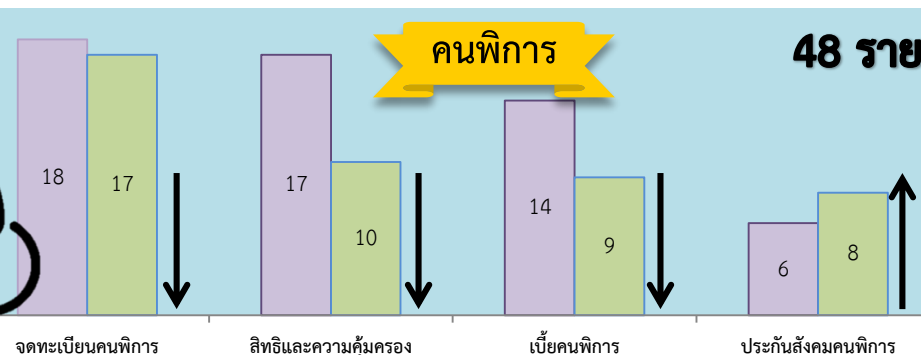 คนพิการ
48 ราย
18
17
17
10
14
9
6
8
จดทะเบียนคนพิการ
สิทธิและความคุ้มครอง
เบี้ยคนพิการ
ประกันสังคมคนพิการ